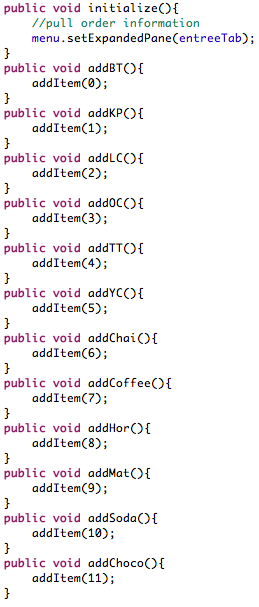 public void initialize(){
    //pull order information
    menu.setExpandedPane(entreeTab);
}
public void addBT(){
    addItem(0);
}
public void addKP(){
    addItem(1);
}
public void addLC(){
    addItem(2);
}
public void addOC(){
    addItem(3);
}
public void addTT(){
    addItem(4);
}
public void addYC(){
    addItem(5);
}
public void addChai(){
    addItem(6);
}
public void addCoffee(){
    addItem(7);
}
public void addHor(){
    addItem(8);
}
public void addMat(){
    addItem(9);
}
public void addSoda(){
    addItem(10);
}
public void addChoco(){
    addItem(11);
}